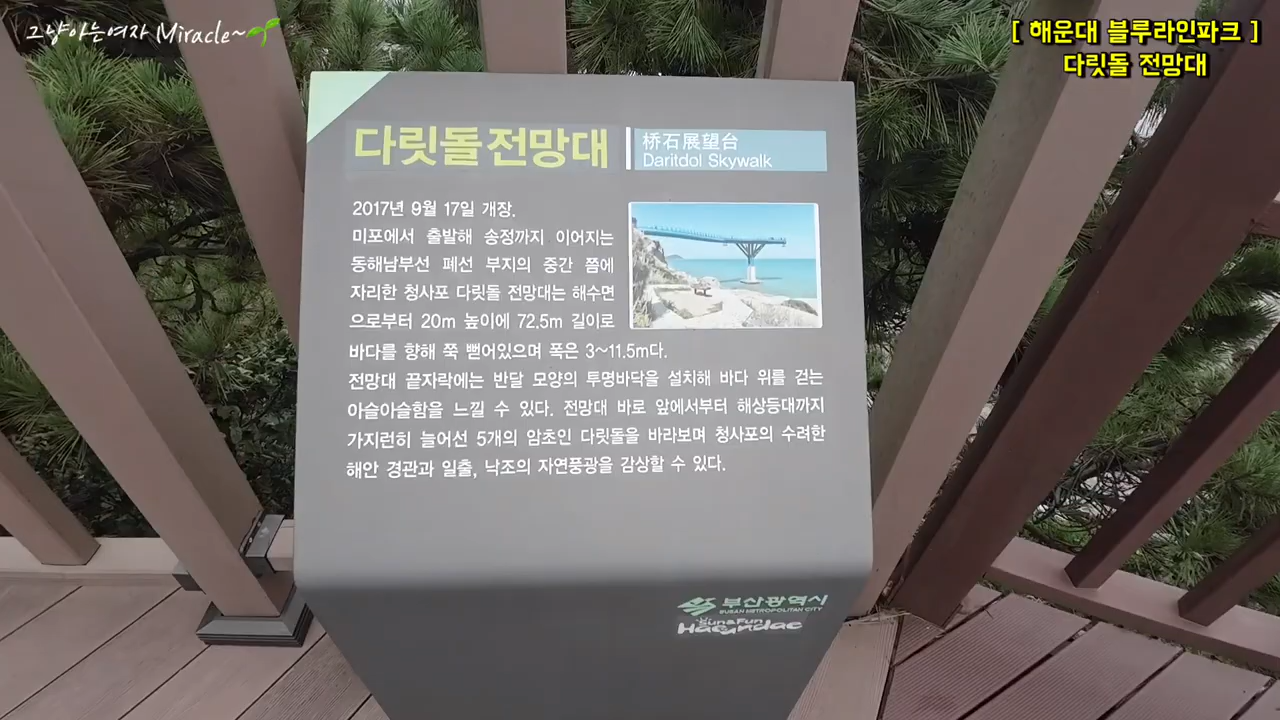 그냥아는여자 Miracle~
[ 해운대 블루라인파크 ]
다릿돌 전망대
다릿돌전망대
桥石展望台
Daritdol Skywalk
2017년 9월 17일 개장.
미포에서 출발해 송정까지 이어지는
동해남부선 폐선 부지의 중간 쯤에
자리한 청사포 다릿돌 전망대는 해수면
으로부터 20m 높이에 72.5m 길이로
바다를 향해 쭉 뻗어있으며 폭은 3~11.5m다.
전망대 끝자락에는 반달 모양의 투명바닥을 설치해 바다 위를 걷는
아슬아슬함을 느낄 수 있다. 전망대 바로 앞에서부터 해상등대까지
가지런히 늘어선 5개의 암초인 다릿돌을 바라보며 청사포의 수려한
해안 경관과 일출, 낙조의 자연풍광을 감상할 수 있다.
부산광역시
BUSAN METROPOLITAN CITY
Sun&Fun
Haeundae